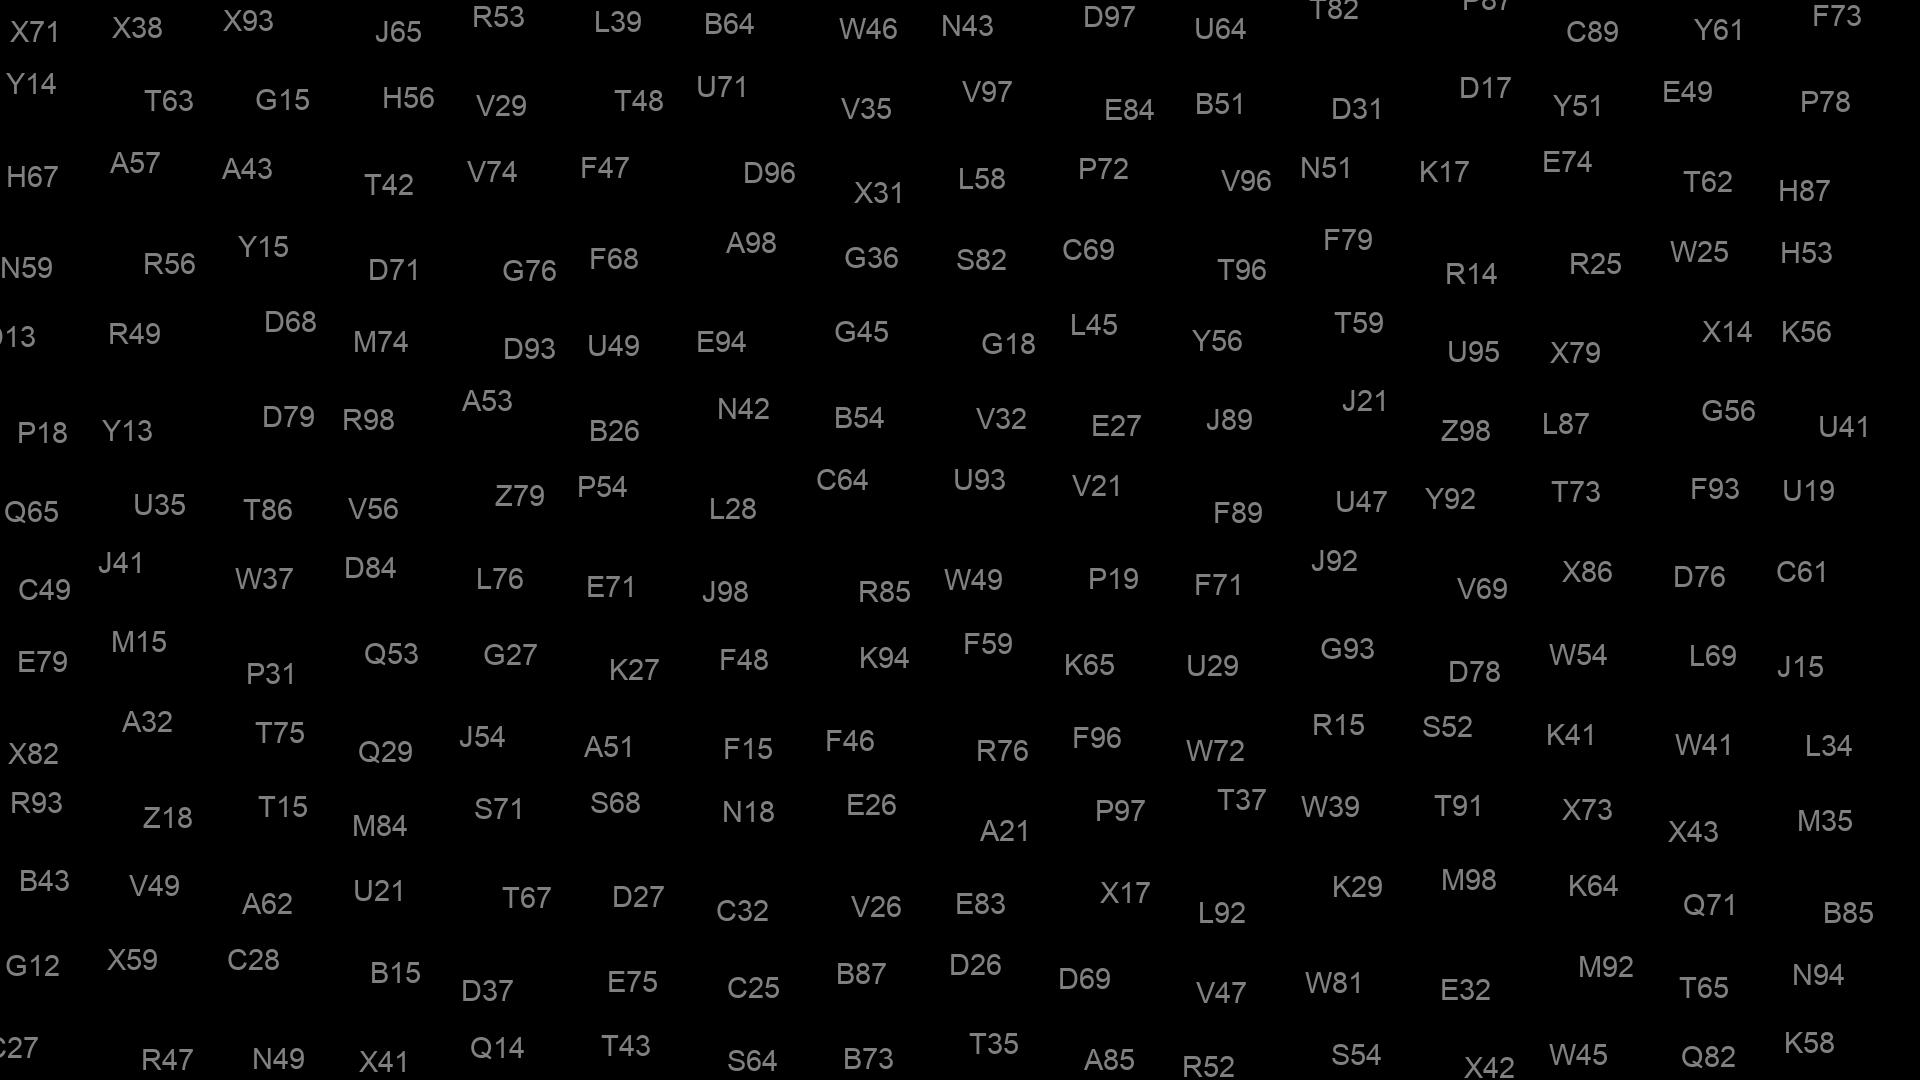 X71 X38 X93 J65 R53 L39 B64 W46 N43 D97 U64 T82 P87 C89 Y61 F73
Y14 T63 G15 H56 V29 T48 U71 V35 V97 E84 B51 D31 D17 Y51 E49 P78
H67 A57 A43 T42 V74 F47 D96 X31 L58 P72 V96 N51 K17 E74 T62 H87
N59 R56 Y15 D71 G76 F68 A98 G36 S82 C69 T96 F79 R14 R25 W25 H53
R49 D68 M74 D93 U49 E94 G45 G18 L45 Y56 T59 U95 X79 X14 K56
P18 Y13 D79 R98 A53 B26 N42 B54 V32 E27 J89 J21 Z98 L87 G56 U41
Q65 U35 T86 V56 Z79 P54 L28 C64 U93 V21 F89 U47 Y92 T73 F93 U19
C49 J41 W37 D84 L76 E71 J98 R85 W49 P19 F71 J92 V69 X86 D76 C61
E79 M15 P31 Q53 G27 K27 F48 K94 F59 K65 U29 G93 D78 W54 L69 J15
X82 A32 T75 Q29 J54 A51 F15 F46 R76 F96 W72 R15 S52 K41 W41 L34
R93 Z18 T15 M84 S71 S68 N18 E26 A21 P97 T37 W39 T91 X73 X43 M35
B43 V49 A62 U21 T67 D27 C32 V26 E83 X17 L92 K29 M98 K64 Q71 B85
G12 X59 C28 B15 D37 E75 C25 B87 D26 D69 V47 W81 E32 M92 T65 N94
C27 R47 N49 X41 Q14 T43 S64 B73 T35 A85 R52 S54 X42 W45 Q82 K58